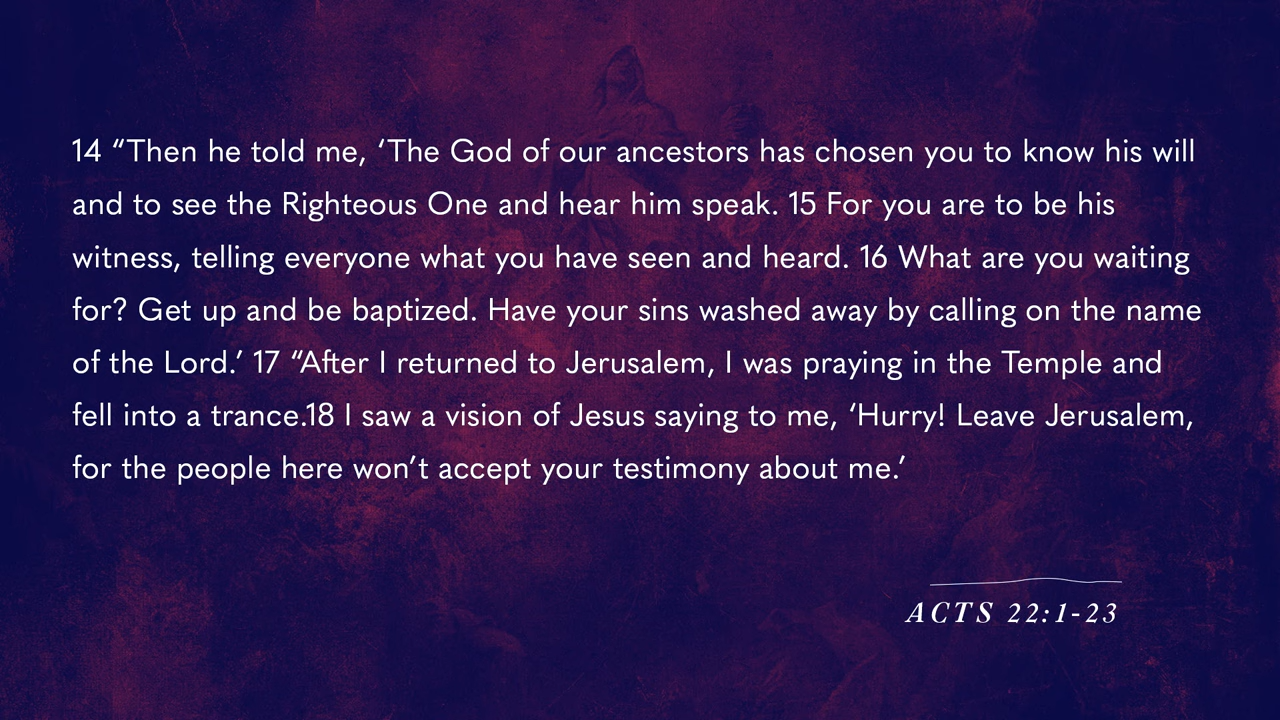 14 “Then he told me, ‘The God of our ancestors has chosen you to know his will
and to see the Righteous One and hear him speak. 15 For you are to be his
witness, telling everyone what you have seen and heard. 16 What are you waiting
for? Get up and be baptized. Have your sins washed away by calling on the name
of the Lord.’ 17 “After I returned to Jerusalem, I was praying in the Temple and
fell into a trance.18 I saw a vision of Jesus saying to me, ‘Hurry! Leave Jerusalem,
for the people here won’t accept your testimony about me.’
ACTS 22:1-23